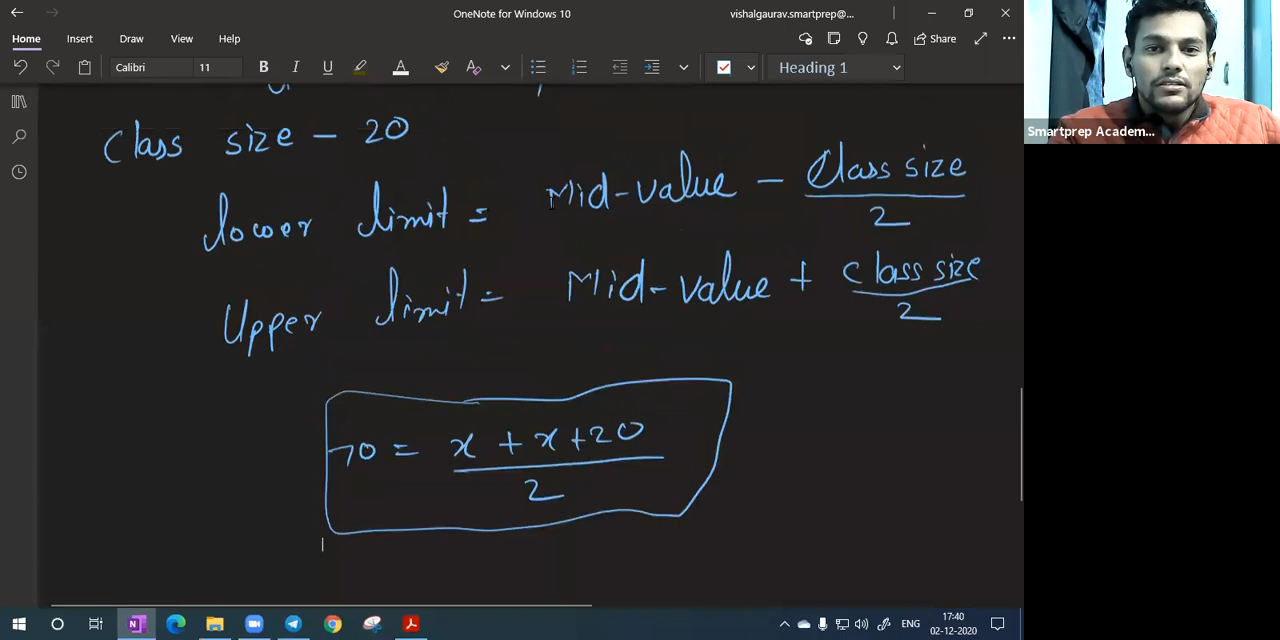 OneNote for Windows 10
vishalgaurav.smartprep@...
Home Insert Draw View Help
Share
Calibri 11 B I U A Heading 1
class size - 20
lower limit = Mid-value - Class size / 2
Upper limit = Mid-value + class size / 2
70 = x + x + 20 / 2
Smartprep Academ...
ENG
17:40
02-12-2020